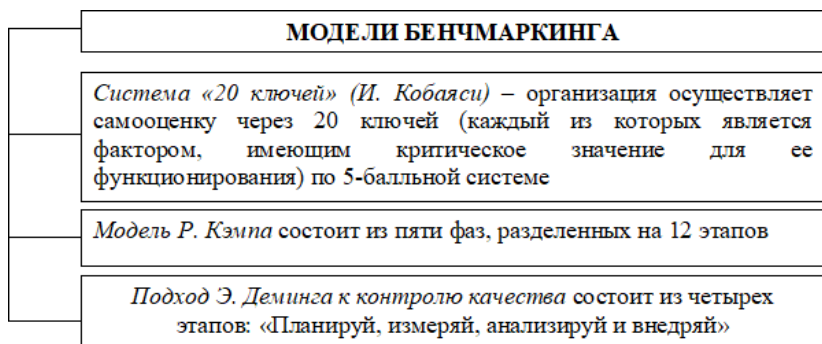 МОДЕЛИ БЕНЧМАРКИНГА
Система «20 ключей» (И. Кобаяси) – организация осуществляет
самооценку через 20 ключей (каждый из которых является
фактором, имеющим критическое значение для ее
функционирования) по 5-балльной системе
Модель Р. Кэмпа состоит из пяти фаз, разделенных на 12 этапов
Подход Э. Деминга к контролю качества состоит из четырех
этапов: «Планируй, измеряй, анализируй и внедряй»